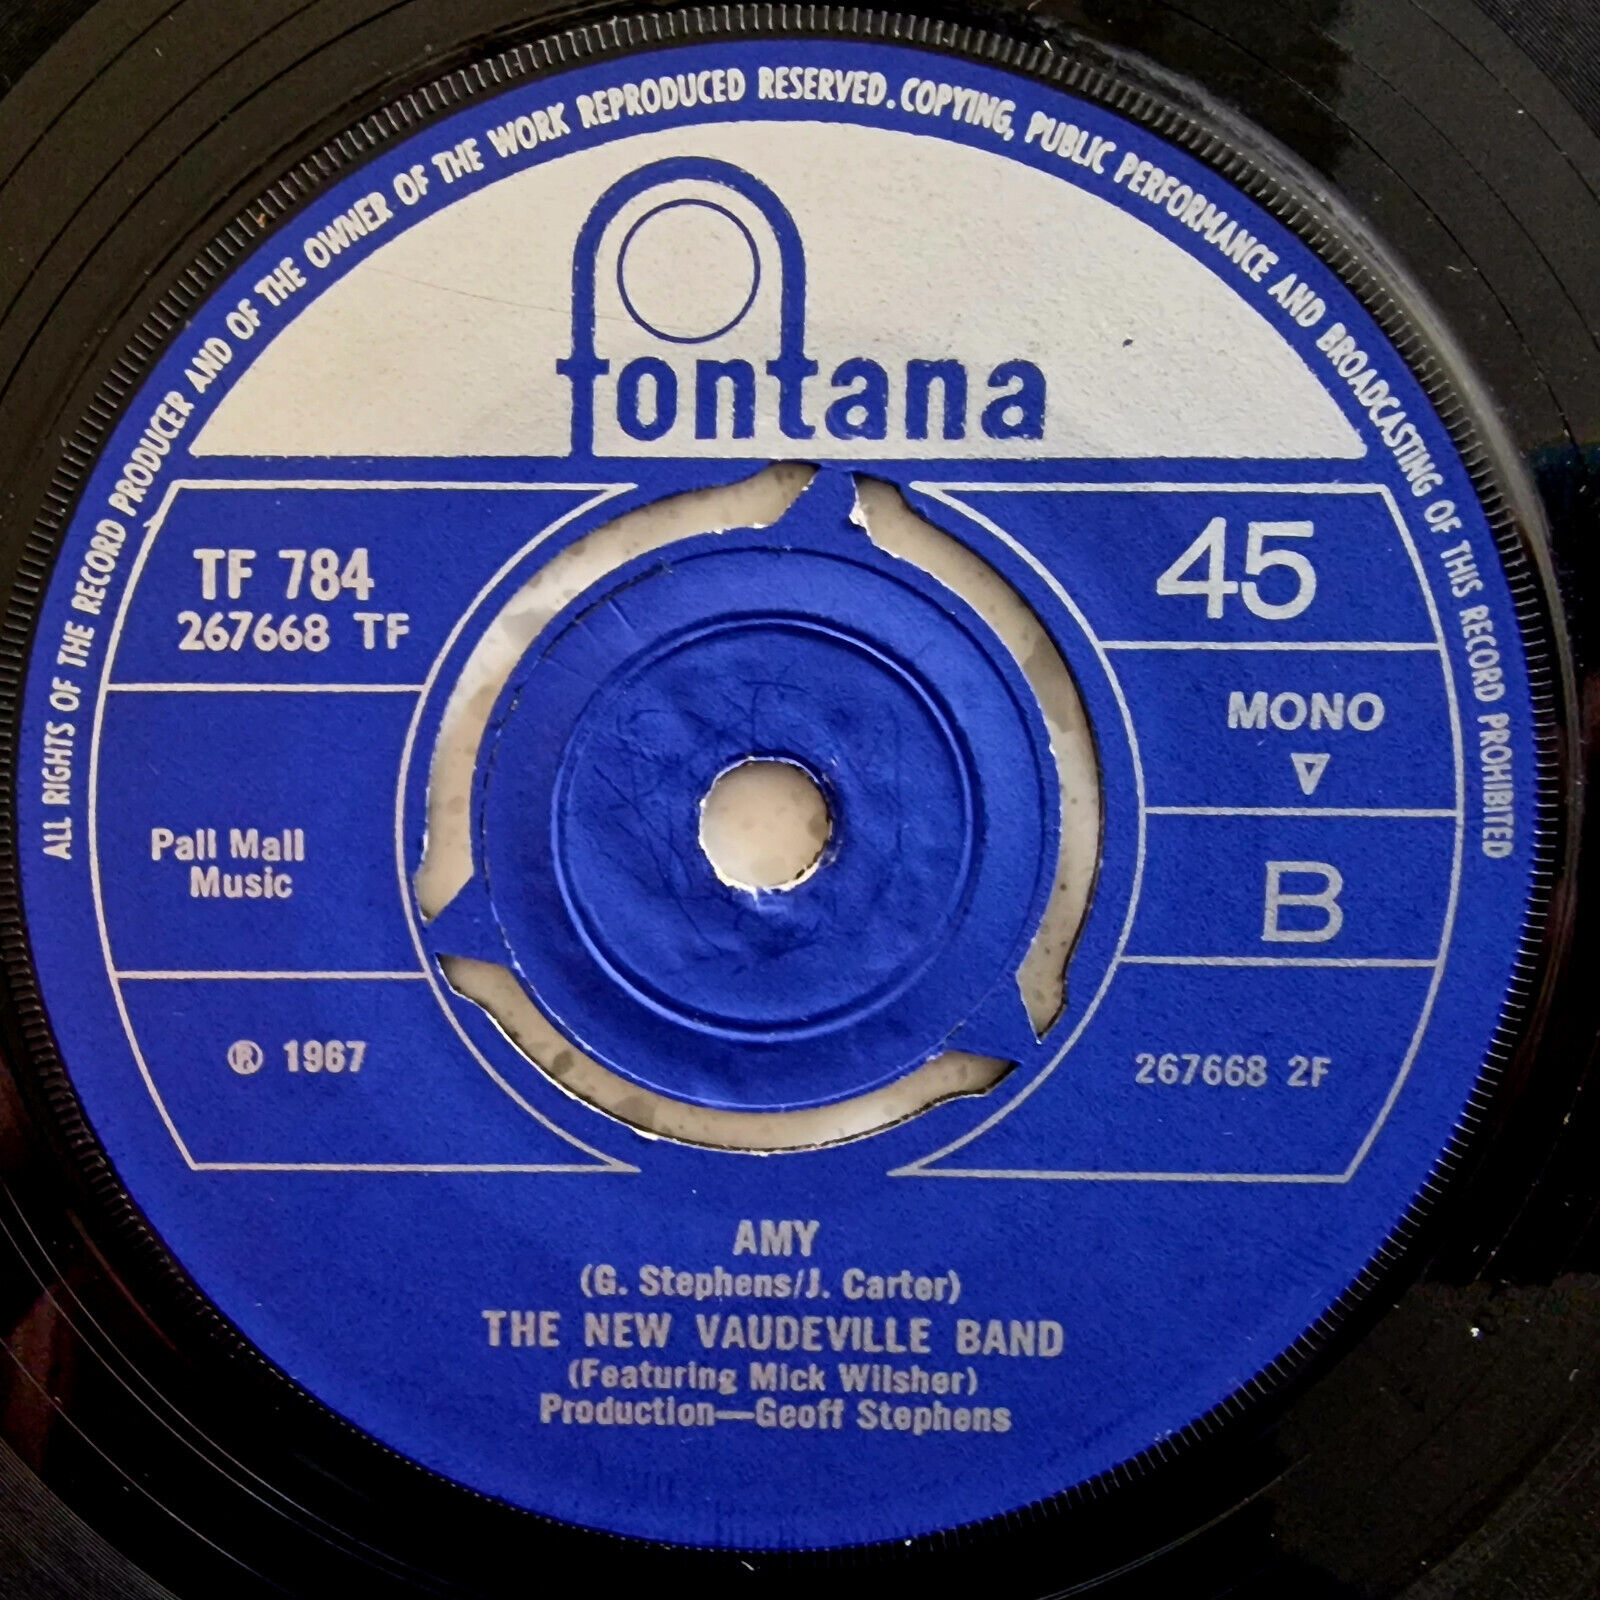 ALL RIGHTS OF THE RECORD PRODUCER AND OF THE OWNER OF THE WORK REPRODUCED RESERVED. COPYING, PUBLIC PERFORMANCE AND BROADCASTING OF THIS RECORD PROHIBITED
fontana
TF 784
267668 TF
45
MONO
Pall Mall
Music
B
℗ 1967
267668 2F
AMY
(G. Stephens/J. Carter)
THE NEW VAUDEVILLE BAND
(Featuring Mick Wilsher)
Production—Geoff Stephens